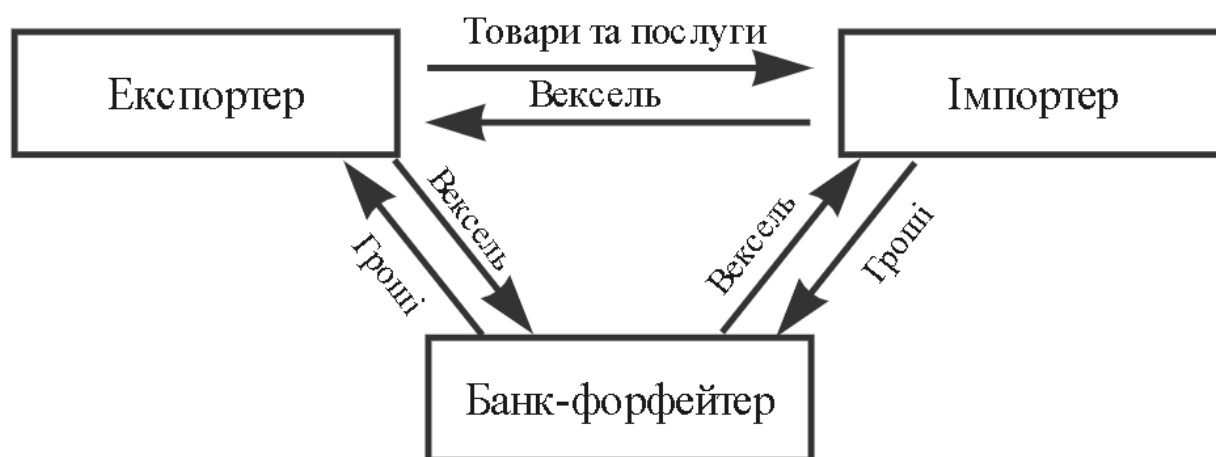 Товари та послуги
Експортер
Вексель
Імпортер
Вексель
Гроші
Вексель
Гроші
Банк-форфейтер